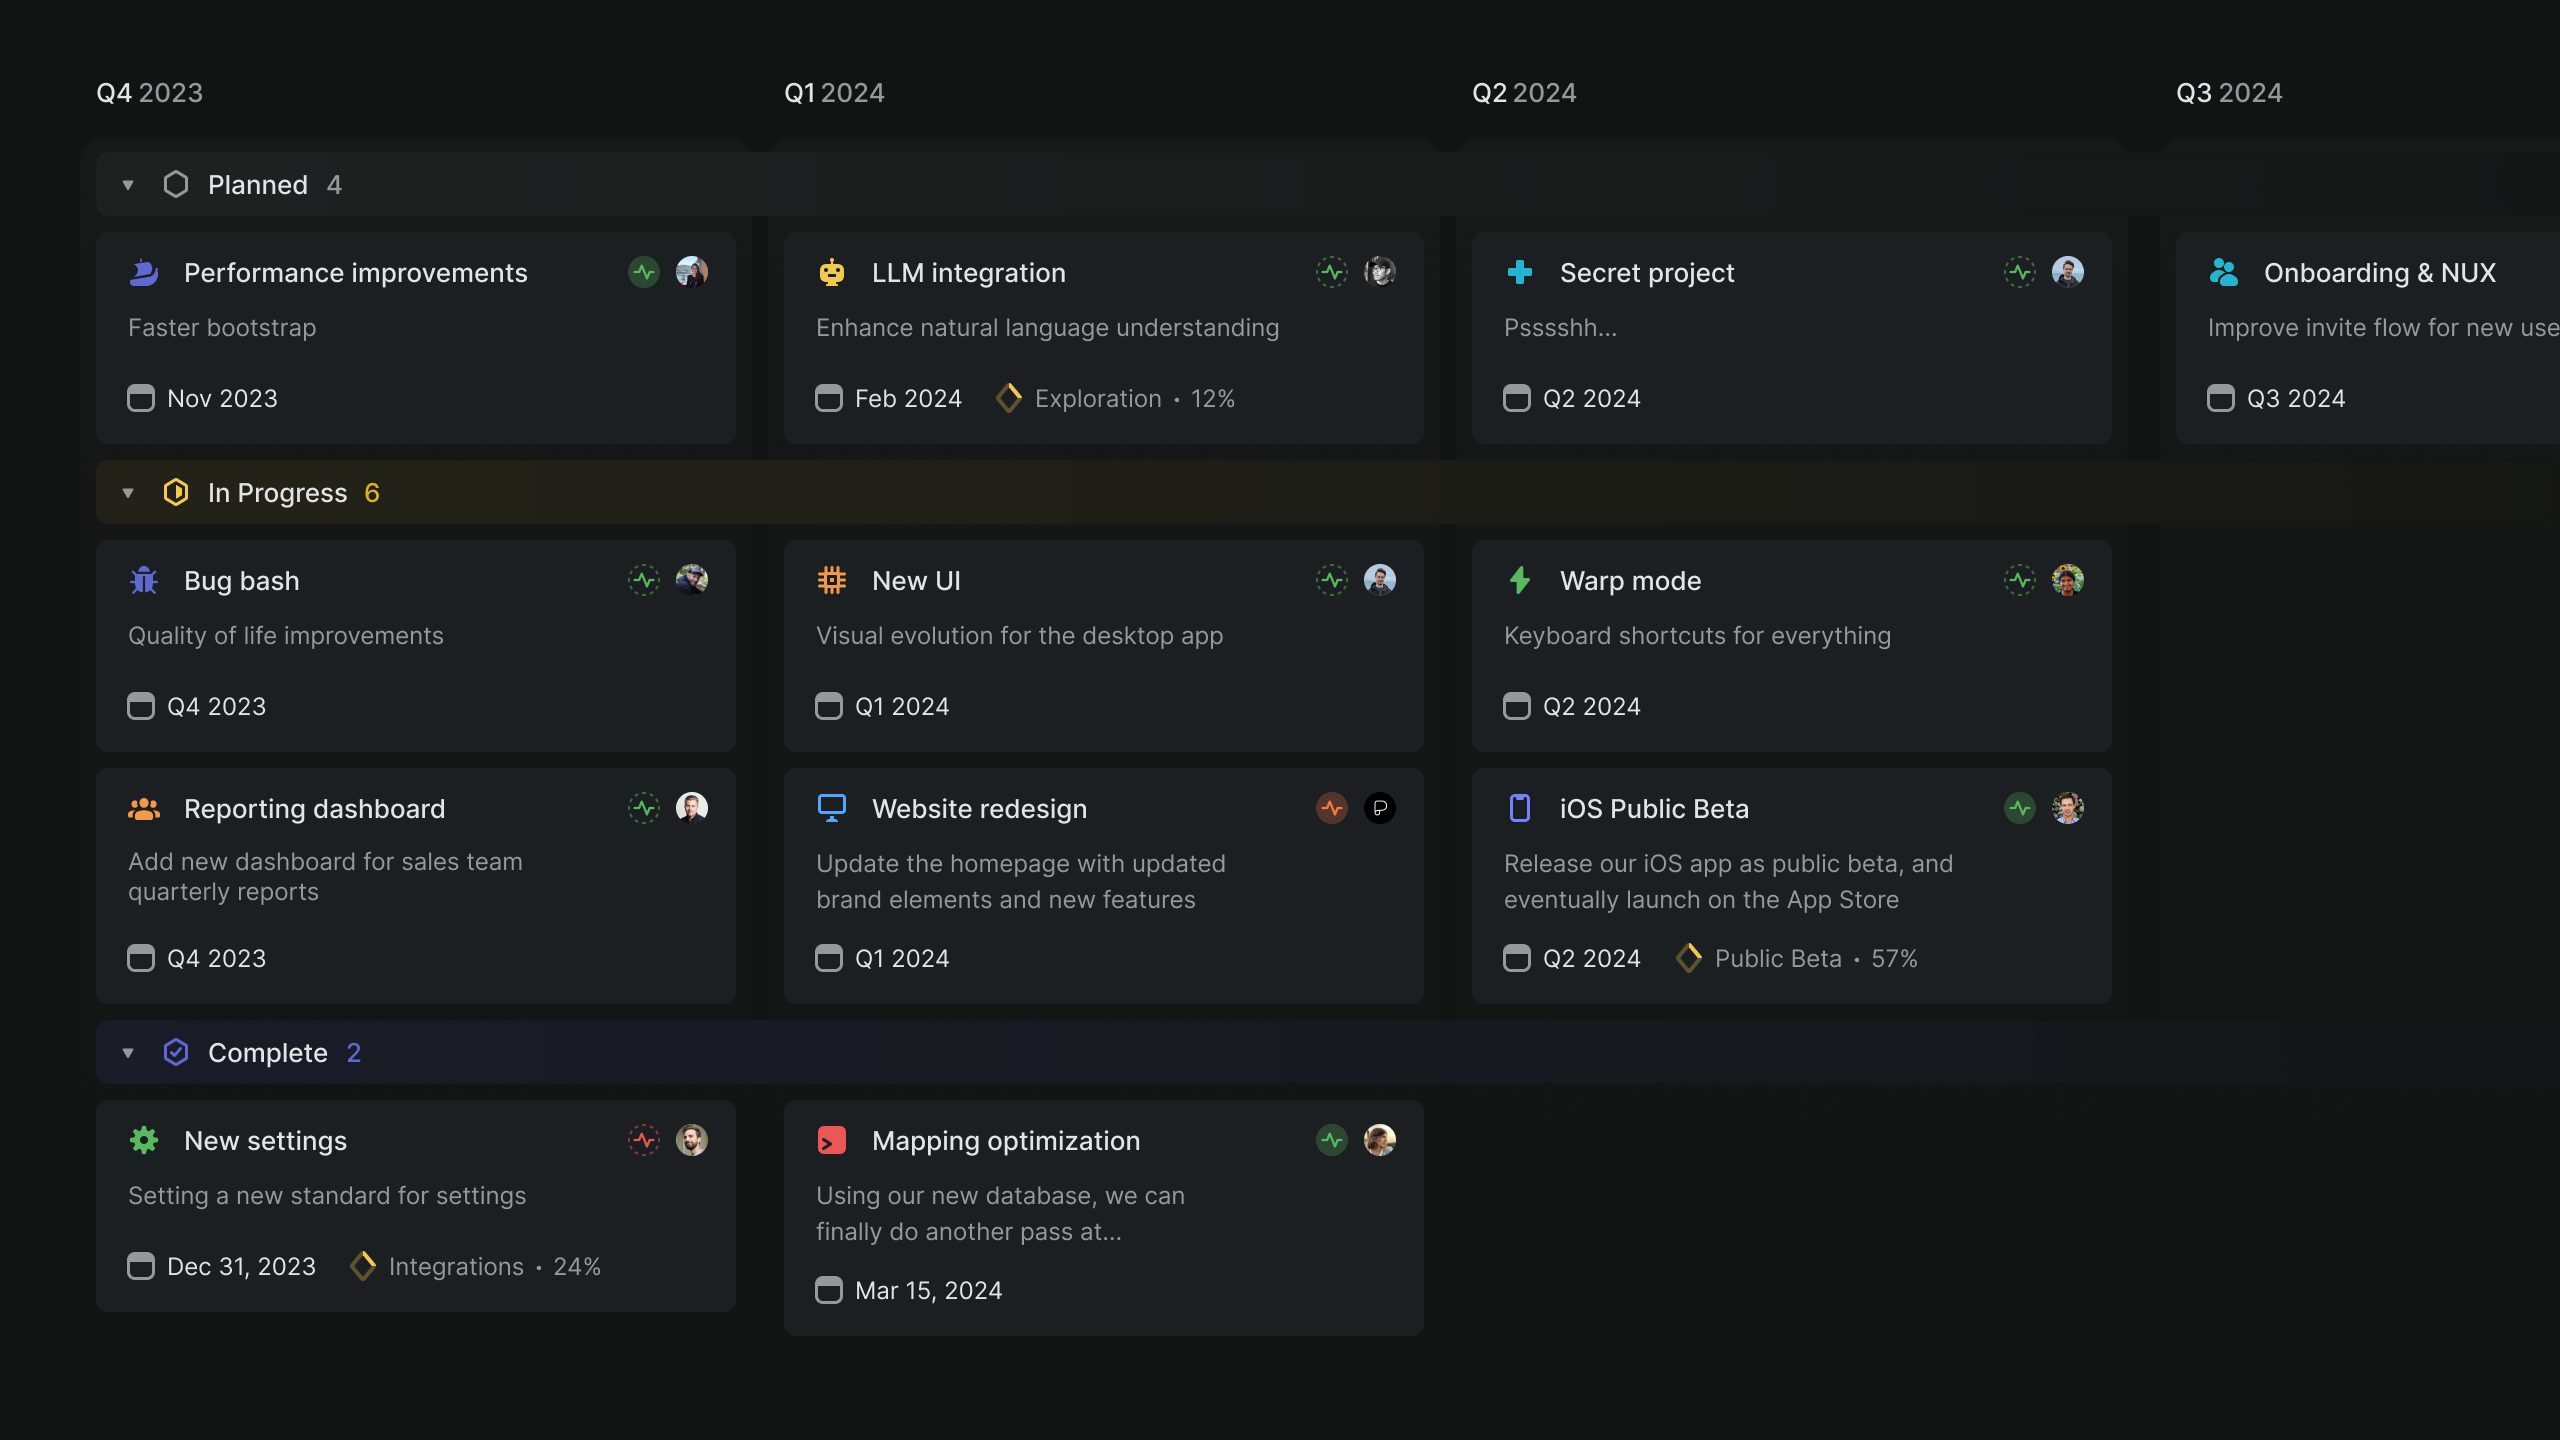 Q4 2023
Q1 2024
Q2 2024
Q3 2024
Planned 4
Performance improvements
Faster bootstrap
Nov 2023
LLM integration
Enhance natural language understanding
Feb 2024 Exploration • 12%
Secret project
Psssshh...
Q2 2024
Onboarding & NUX
Improve invite flow for new use
Q3 2024
In Progress 6
Bug bash
Quality of life improvements
Q4 2023
New UI
Visual evolution for the desktop app
Q1 2024
Warp mode
Keyboard shortcuts for everything
Q2 2024
Reporting dashboard
Add new dashboard for sales team
quarterly reports
Q4 2023
Website redesign
Update the homepage with updated
brand elements and new features
Q1 2024
iOS Public Beta
Release our iOS app as public beta, and
eventually launch on the App Store
Q2 2024 Public Beta • 57%
Complete 2
New settings
Setting a new standard for settings
Dec 31, 2023 Integrations • 24%
Mapping optimization
Using our new database, we can
finally do another pass at...
Mar 15, 2024